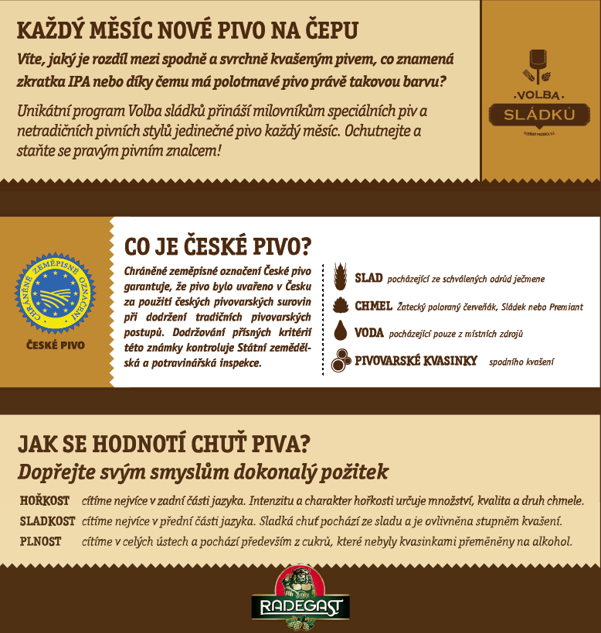 KAŽDÝ MĚSÍC NOVÉ PIVO NA ČEPU
Víte, jaký je rozdíl mezi spodně a svrchně kvašeným pivem, co znamená
zkratka IPA nebo díky čemu má polotmavé pivo právě takovou barvu?
Unikátní program Volba sládků přináší milovníkům speciálních piv a
netradičních pivních stylů jedinečné pivo každý měsíc. Ochutnejte a
staňte se pravým pivním znalcem!
·VOLBA·
SLÁDKŮ
CHRÁNĚNÉ ZEMĚPISNÉ OZNAČENÍ
ČESKÉ PIVO
CO JE ČESKÉ PIVO?
Chráněné zeměpisné označení České pivo
garantuje, že pivo bylo uvařeno v Česku
za použití českých pivovarských surovin
při dodržení tradičních pivovarských
postupů. Dodržování přísných kritérií
této známky kontroluje Státní zeměděl-
ská a potravinářská inspekce.
SLAD pocházející ze schválených odrůd ječmene
CHMEL Žatecký poloraný červeňák, Sládek nebo Premiant
VODA pocházející pouze z místních zdrojů
PIVOVARSKÉ KVASINKY spodního kvašení
JAK SE HODNOTÍ CHUŤ PIVA?
Dopřejte svým smyslům dokonalý požitek
HOŘKOST cítíme nejvíce v zadní části jazyka. Intenzitu a charakter hořkosti určuje množství, kvalita a druh chmele.
SLADKOST cítíme nejvíce v přední části jazyka. Sladká chuť pochází ze sladu a je ovlivněna stupněm kvašení.
PLNOST cítíme v celých ústech a pochází především z cukrů, které nebyly kvasinkami přeměněny na alkohol.
RADEGAST